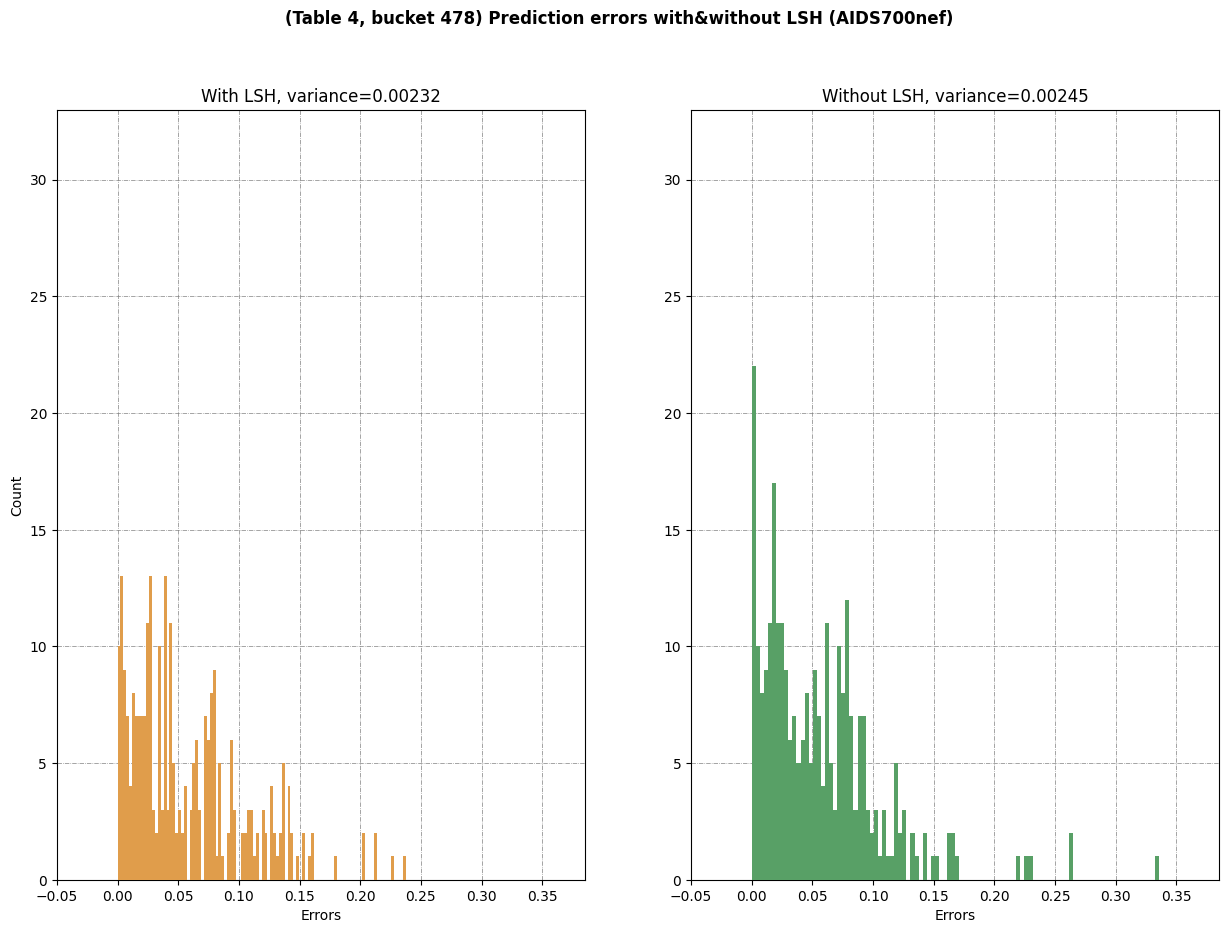 (Table 4, bucket 478) Prediction errors with&without LSH (AIDS700nef)
With LSH, variance=0.00232
30
25
20
15
10
5
0
Count
−0.05 0.00 0.05 0.10 0.15 0.20 0.25 0.30 0.35
Errors
Without LSH, variance=0.00245
30
25
20
15
10
5
0
−0.05 0.00 0.05 0.10 0.15 0.20 0.25 0.30 0.35
Errors